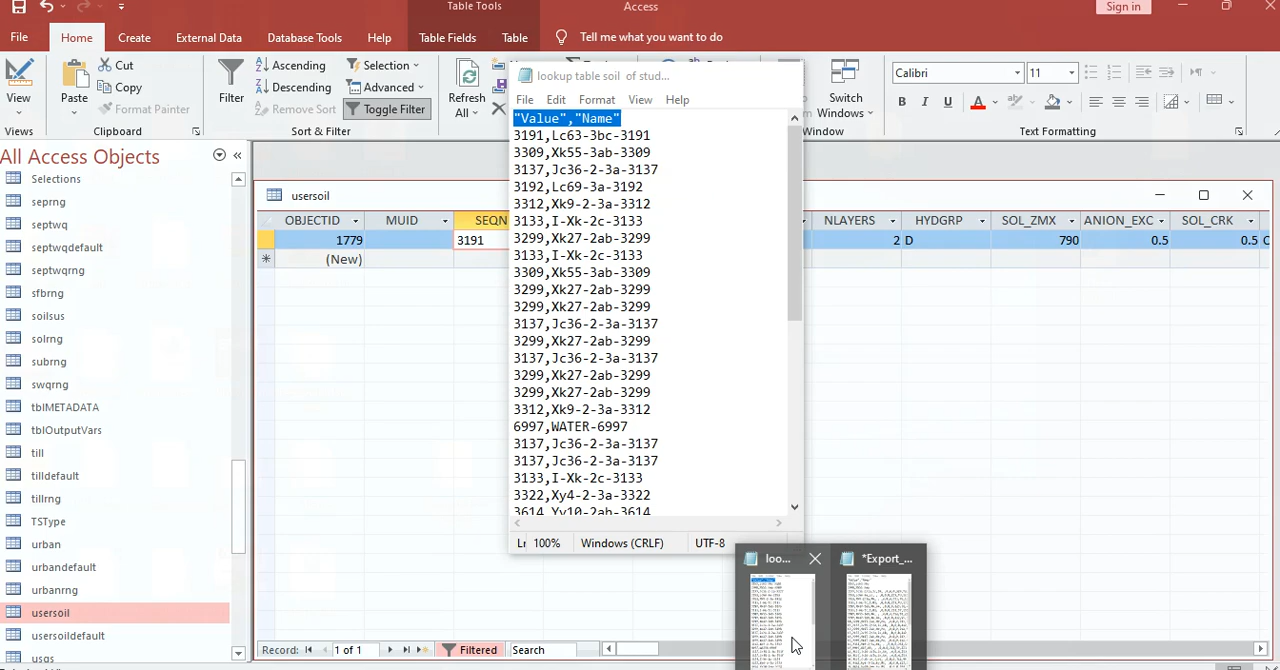 Table Tools
Access
Sign in
File
Home
Create
External Data
Database Tools
Help
Table Fields
Table
Tell me what you want to do
View
Views
Paste
Cut
Copy
Format Painter
Clipboard
Filter
Ascending
Descending
Remove Sort
Selection
Advanced
Toggle Filter
Sort & Filter
Refresh
All
Switch
Windows
Window
Calibri
11
B I U
Text Formatting
All Access Objects
Selections
seprng
septwq
septwqdefault
septwqrng
sfbrng
soilsus
solrng
subrng
swqrng
tblMETADATA
tblOutputVars
till
tilldefault
tillrng
TSType
urban
urbandefault
urbanrng
usersoil
usersoildefault
usgs
usersoil
OBJECTID MUID SEQN NLAYERS HYDGRP SOL_ZMX ANION_EXC SOL_CRK
1779 3191 2 D 790 0.5 0.5
(New)
lookup table soil of stud...
File Edit Format View Help
"Value","Name"
3191,Lc63-3bc-3191
3309,Xk55-3ab-3309
3137,Jc36-2-3a-3137
3192,Lc69-3a-3192
3312,Xk9-2-3a-3312
3133,I-Xk-2c-3133
3299,Xk27-2ab-3299
3133,I-Xk-2c-3133
3309,Xk55-3ab-3309
3299,Xk27-2ab-3299
3299,Xk27-2ab-3299
3137,Jc36-2-3a-3137
3299,Xk27-2ab-3299
3137,Jc36-2-3a-3137
3299,Xk27-2ab-3299
3299,Xk27-2ab-3299
3312,Xk9-2-3a-3312
6997,WATER-6997
3137,Jc36-2-3a-3137
3137,Jc36-2-3a-3137
3133,I-Xk-2c-3133
3322,Xy4-2-3a-3322
3614,Yy10-2ab-3614
100% Windows (CRLF) UTF-8
loo... *Export_...
Record: 1 of 1 Filtered Search